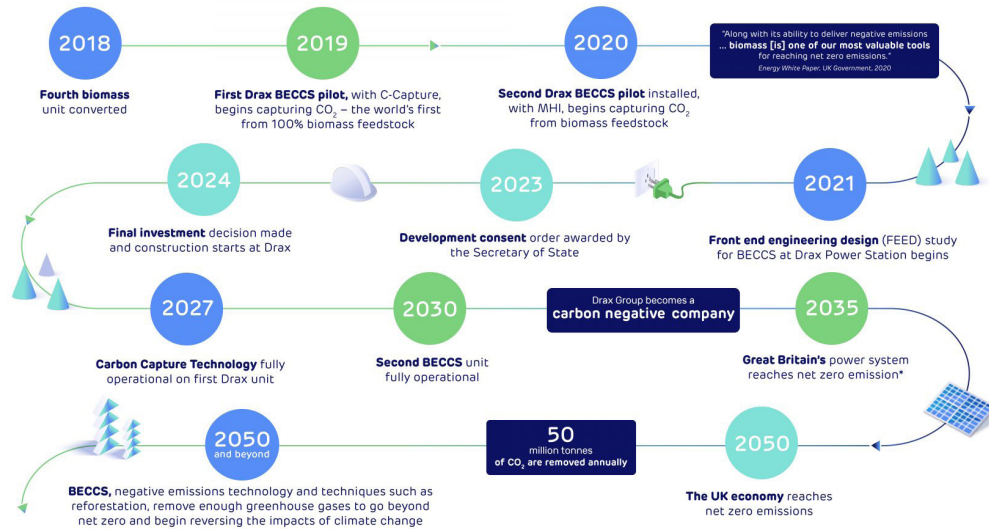 2018
Fourth biomass
unit converted
2019
First Drax BECCS pilot, with C-Capture,
begins capturing CO₂ – the world's first
from 100% biomass feedstock
2020
Second Drax BECCS pilot installed,
with MHI, begins capturing CO₂
from biomass feedstock
"Along with its ability to deliver negative emissions
... biomass [is] one of our most valuable tools
for reaching net zero emissions."
Energy White Paper, UK Government, 2020
2021
Front end engineering design (FEED) study
for BECCS at Drax Power Station begins
2023
Development consent order awarded by
the Secretary of State
2024
Final investment decision made
and construction starts at Drax
2027
Carbon Capture Technology fully
operational on first Drax unit
2030
Second BECCS unit
fully operational
Drax Group becomes a
carbon negative company
2035
Great Britain's power system
reaches net zero emission*
2050
The UK economy reaches
net zero emissions
50
million tonnes
of CO₂ are removed annually
2050
and beyond
BECCS, negative emissions technology and techniques such as
reforestation, remove enough greenhouse gases to go beyond
net zero and begin reversing the impacts of climate change